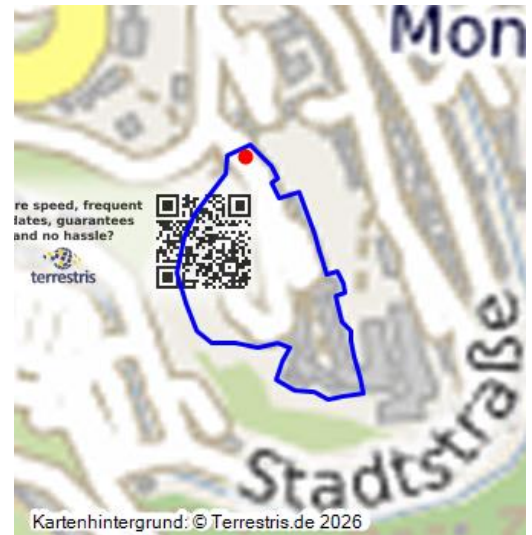 Mon
re speed, frequent
dates, guarantees
and no hassle?
terrestris
Stadtstraße
Kartenhintergrund: © Terrestris.de 2026